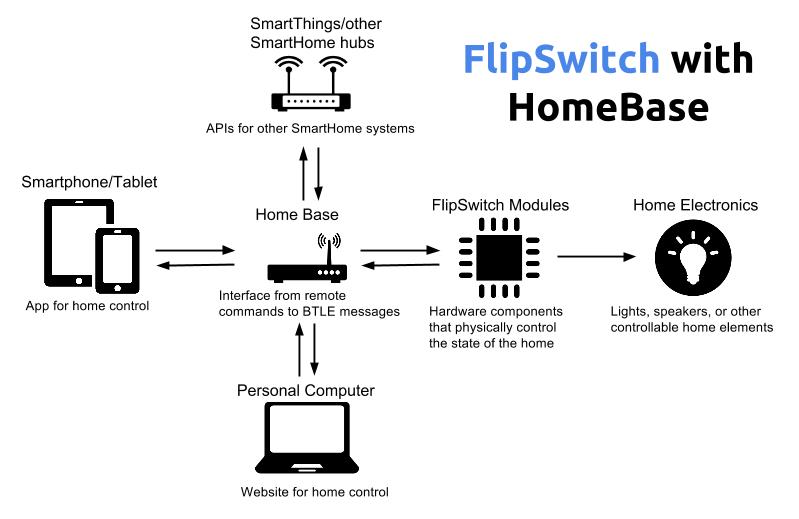 SmartThings/other
SmartHome hubs
FlipSwitch with
HomeBase
APIs for other SmartHome systems
Smartphone/Tablet
Home Base
FlipSwitch Modules
Home Electronics
App for home control
Interface from remote
commands to BTLE messages
Hardware components
that physically control
the state of the home
Lights, speakers, or other
controllable home elements
Personal Computer
Website for home control